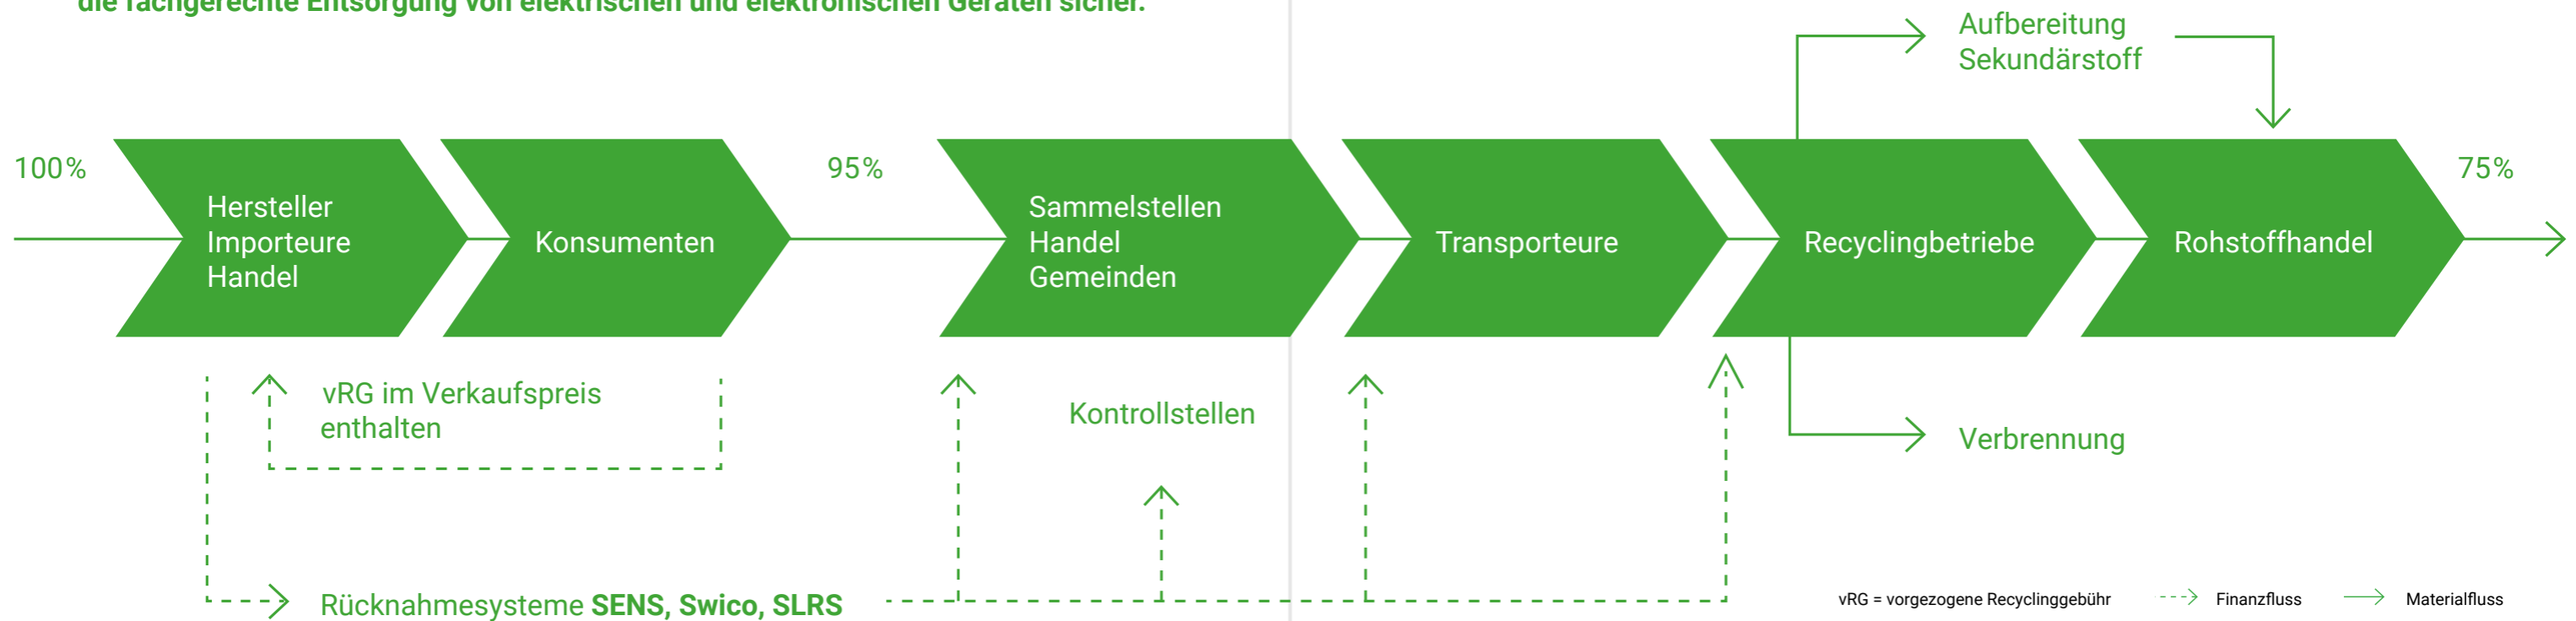 die fachgerechte Entsorgung von elektrischen und elektronischen Geräten sicher.
Aufbereitung
Sekundärstoff
100%
Hersteller
Importeure
Handel
Konsumenten
95%
Sammelstellen
Handel
Gemeinden
Transporteure
Recyclingbetriebe
Rohstoffhandel
75%
vRG im Verkaufspreis
enthalten
Kontrollstellen
Verbrennung
Rücknahmesysteme SENS, Swico, SLRS
vRG = vorgezogene Recyclinggebühr
Finanzfluss
Materialfluss